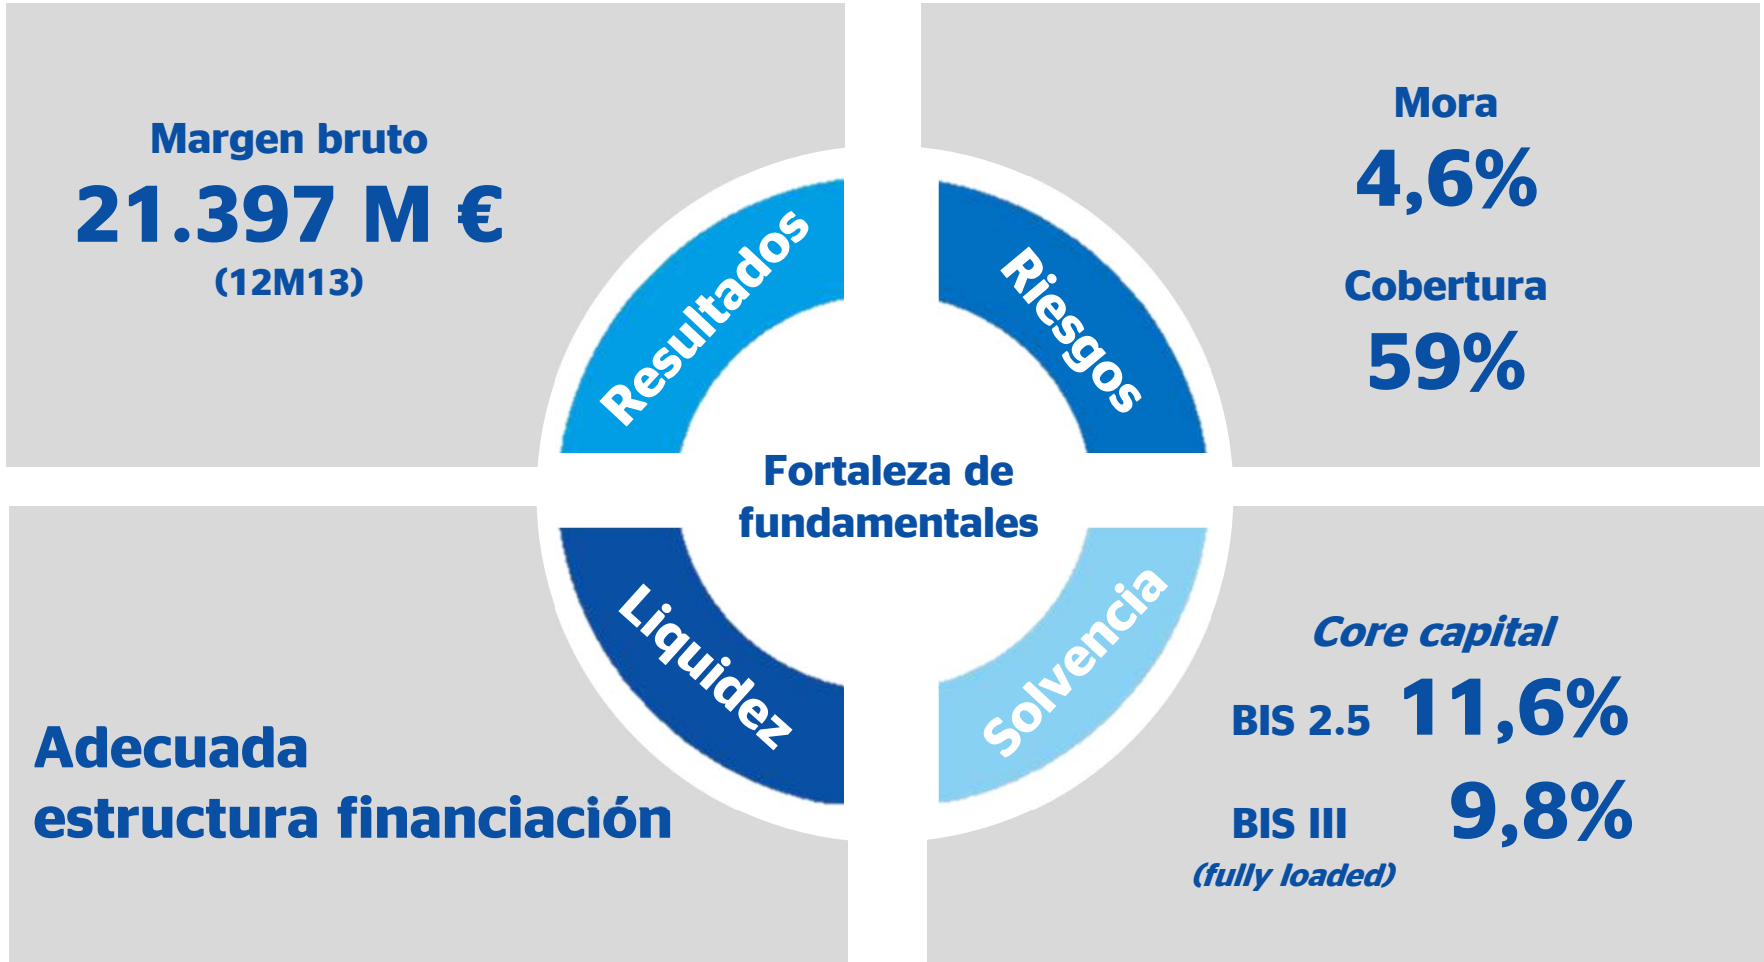 Margen bruto
21.397 M €
(12M13)
Resultados
Mora
4,6%
Cobertura
59%
Riesgos
Fortaleza de
fundamentales
Liquidez
Adecuada
estructura financiación
Solvencia
Core capital
BIS 2.5 11,6%
BIS III 9,8%
(fully loaded)